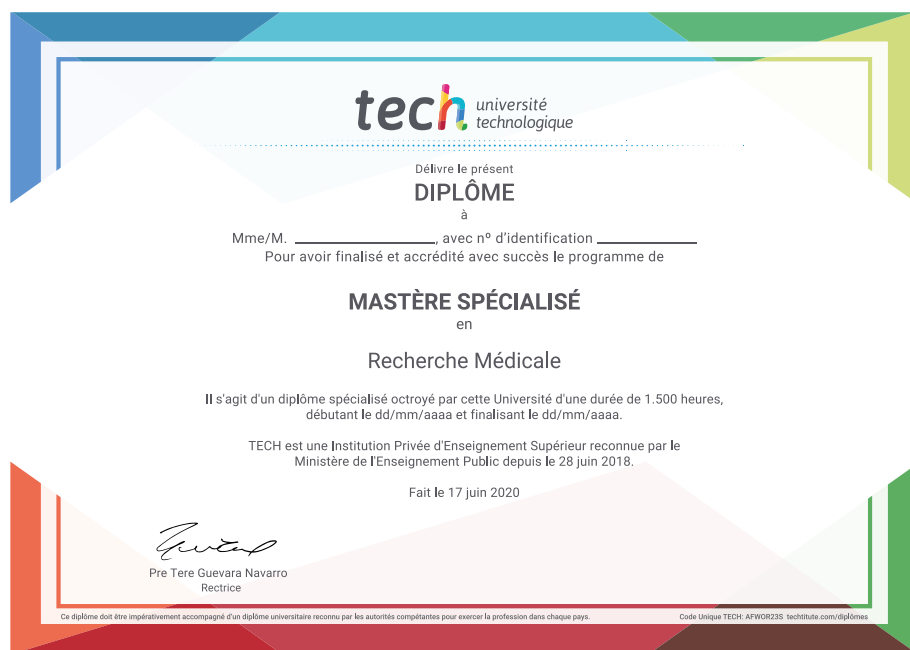 tech université
technologique
Délivre le présent
DIPLÔME
à
Mme/M. ____________, avec nº d'identification ____________
Pour avoir finalisé et accrédité avec succès le programme de
MASTÈRE SPÉCIALISÉ
en
Recherche Médicale
Il s'agit d'un diplôme spécialisé octroyé par cette Université d'une durée de 1.500 heures,
débutant le dd/mm/aaaa et finalisant le dd/mm/aaaa.
TECH est une Institution Privée d'Enseignement Supérieur reconnue par le
Ministère de l'Enseignement Public depuis le 28 juin 2018.
Fait le 17 juin 2020
Pre Tere Guevara Navarro
Rectrice
Ce diplôme doit être impérativement accompagné d'un diplôme universitaire reconnu par les autorités compétantes pour exercer la profession dans chaque pays.
Code Unique TECH: AFWOR23S techtitute.com/diplômes